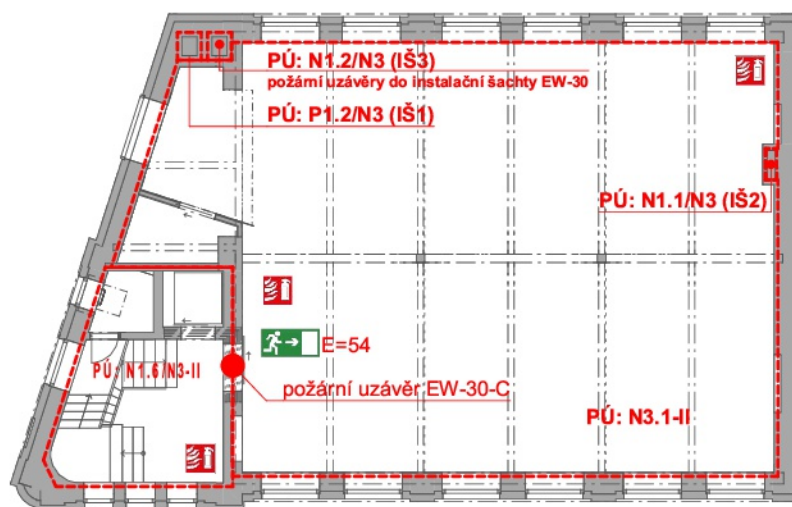 PÚ: N1.2/N3 (IŠ3)
požární uzávěry do instalační šachty EW-30
PÚ: P1.2/N3 (IŠ1)
PÚ: N1.1/N3 (IŠ2)
E=54
PÚ: N1.6/N3-II
požární uzávěr EW-30-C
PÚ: N3.1-II